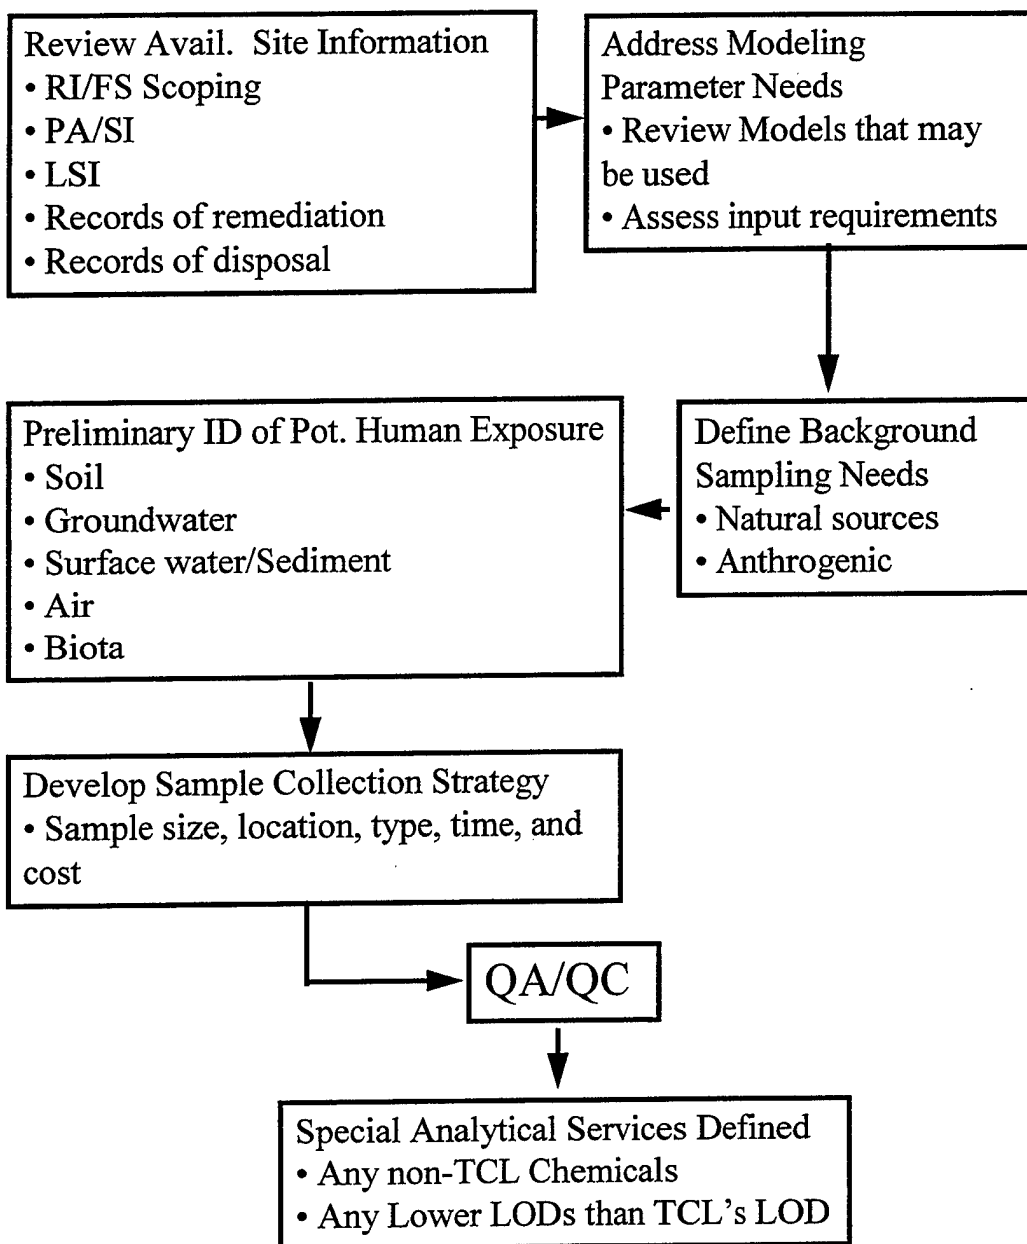 Review Avail. Site Information
• RI/FS Scoping
• PA/SI
• LSI
• Records of remediation
• Records of disposal
Address Modeling
Parameter Needs
• Review Models that may
be used
• Assess input requirements
Define Background
Sampling Needs
• Natural sources
• Anthrogenic
Preliminary ID of Pot. Human Exposure
• Soil
• Groundwater
• Surface water/Sediment
• Air
• Biota
Develop Sample Collection Strategy
• Sample size, location, type, time, and
cost
QA/QC
Special Analytical Services Defined
• Any non-TCL Chemicals
• Any Lower LODs than TCL's LOD